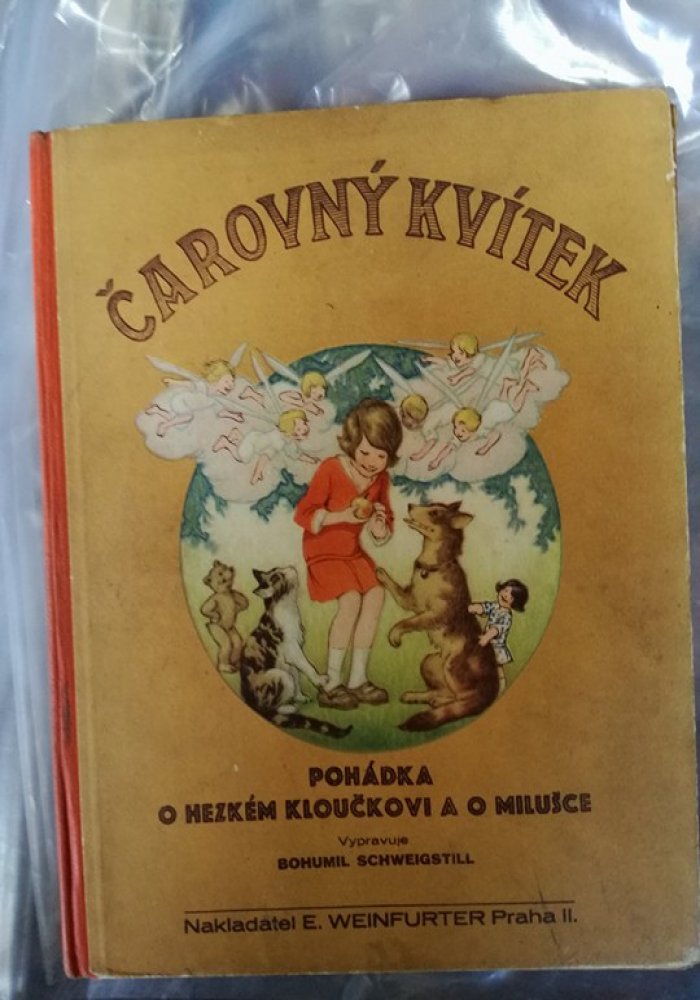 ČAROVNÝ KVÍTEK
POHÁDKA
O HEZKÉM KLOUČKOVI A O MILUŠCE
Vypravuje
BOHUMIL SCHWEIGSTILL
Nakladatel E. WEINFURTER Praha II.